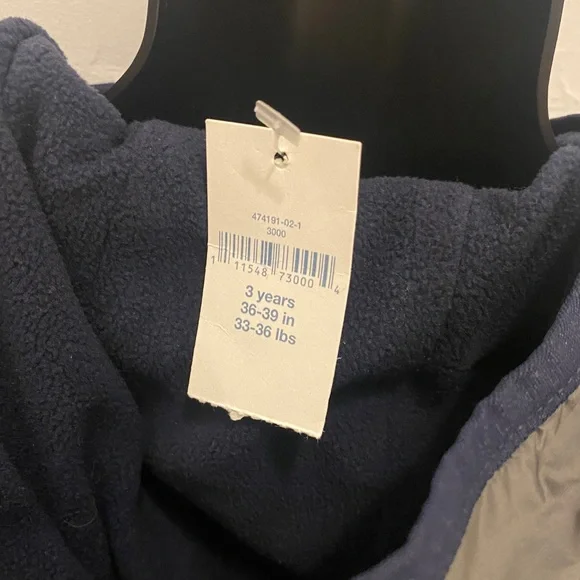 474191-02-1
3000
1 11548 73000 4
3 years
36-39 in
33-36 lbs